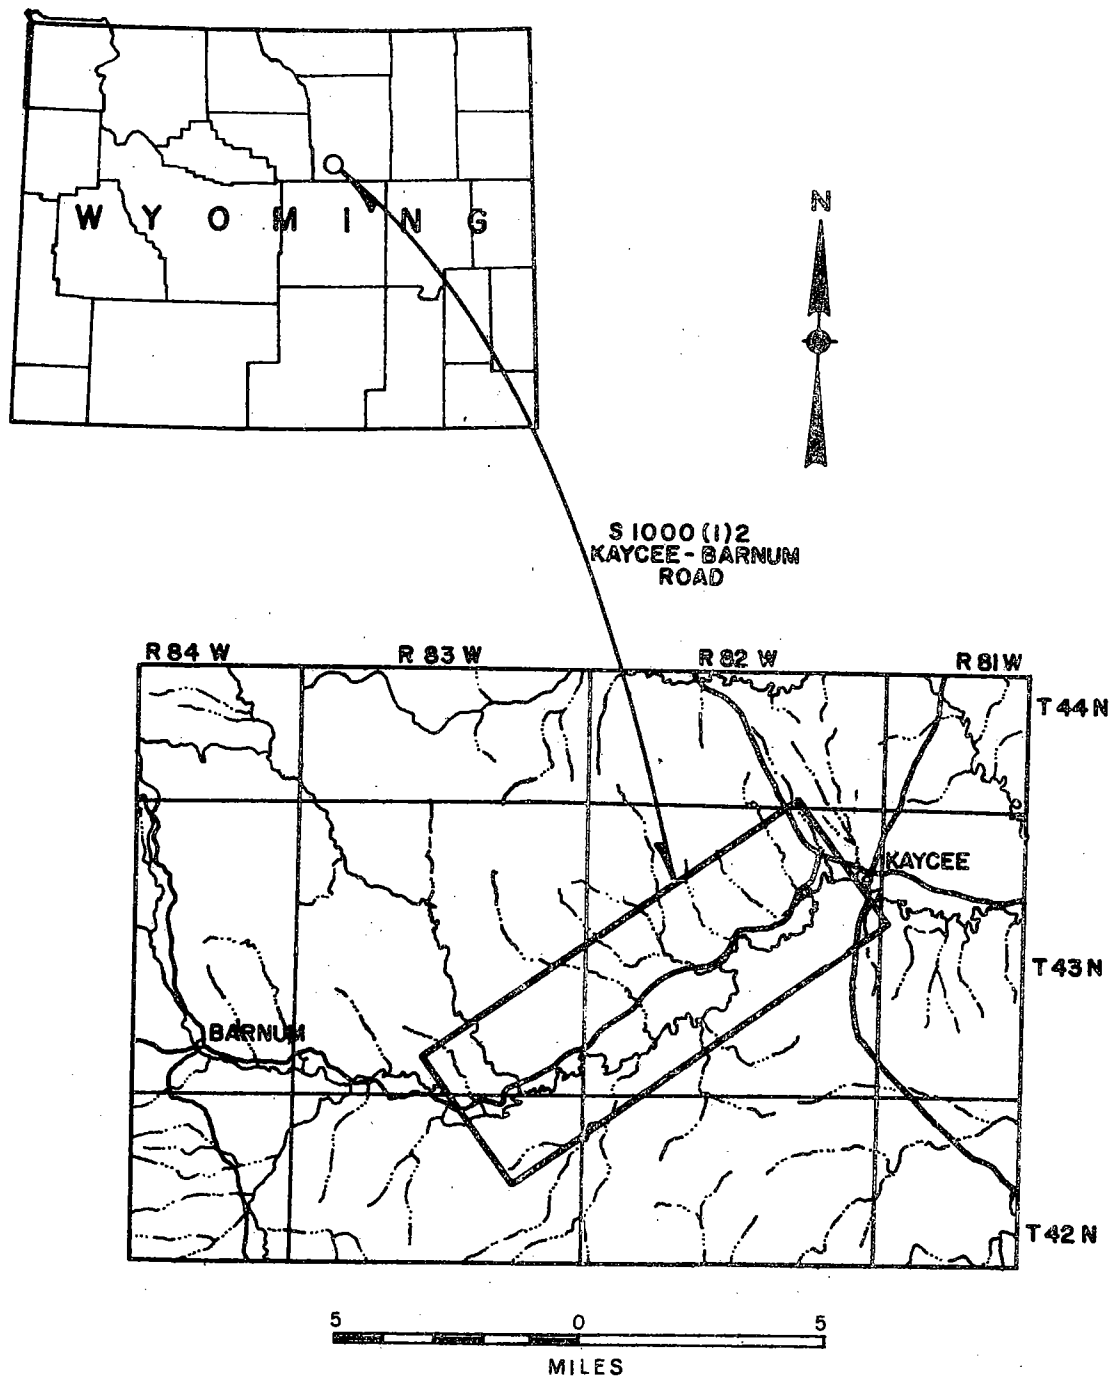 WYOMING
N
S 1000 (1) 2
KAYCEE - BARNUM
ROAD
R 84 W
R 83 W
R 82 W
R 81 W
T 44 N
KAYCEE
T 43 N
BARNUM
T 42 N
5 0 5
MILES